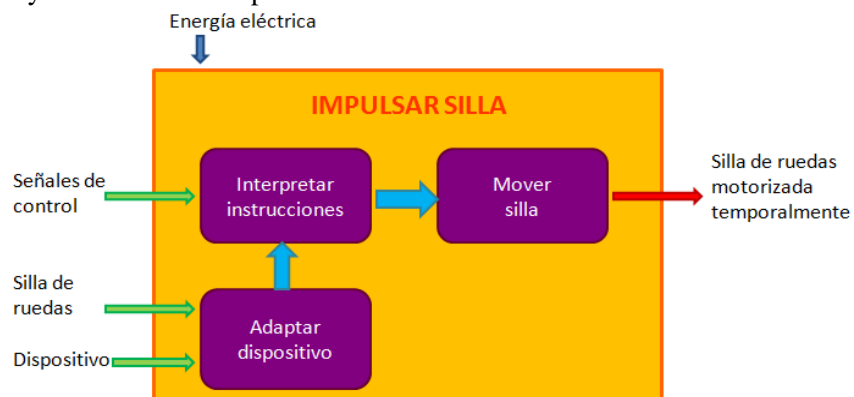 Energía eléctrica
IMPULSAR SILLA
Señales de
control
Interpretar
instrucciones
Mover
silla
Silla de ruedas
motorizada
temporalmente
Silla de
ruedas
Dispositivo
Adaptar
dispositivo